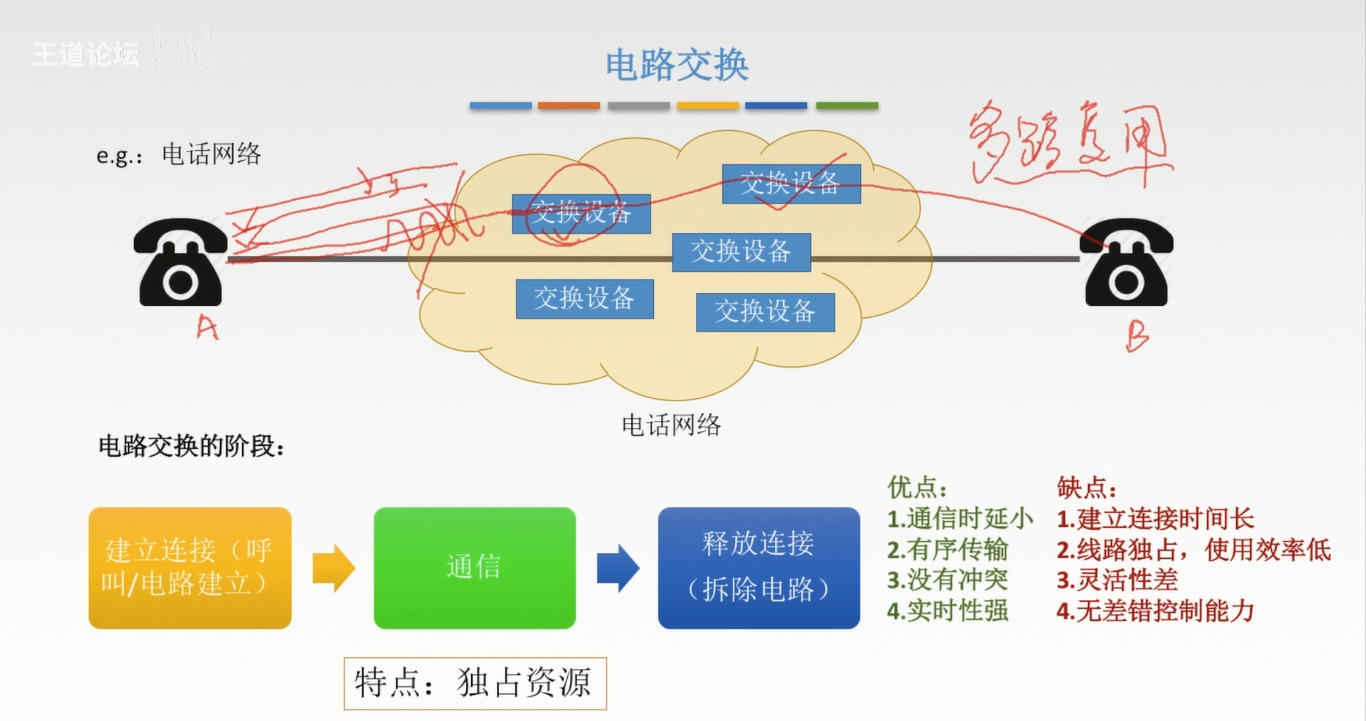 王道论坛
电路交换
e.g.：电话网络
多路复用
交换设备
交换设备
交换设备
交换设备
交换设备
A
B
电话网络
电路交换的阶段：
建立连接（呼
叫/电路建立）
通信
释放连接
（拆除电路）
优点：
1.通信时延小
2.有序传输
3.没有冲突
4.实时性强
缺点：
1.建立连接时间长
2.线路独占，使用效率低
3.灵活性差
4.无差错控制能力
特点：独占资源